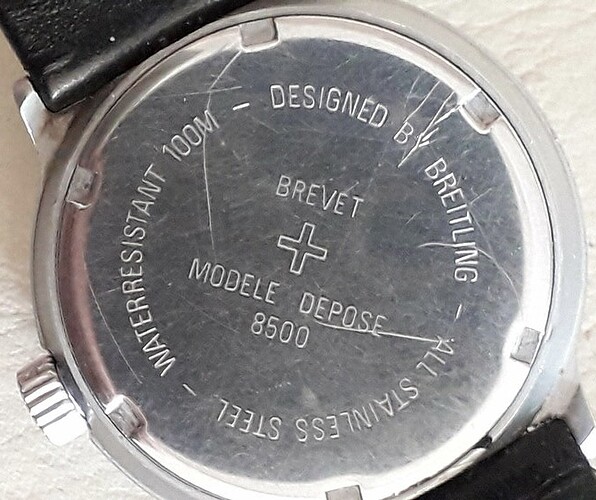 DESIGNED BY BREITLING - ALL STAINLESS STEEL - WATERRESISTANT 100M -
BREVET
MODELE DEPOSE
8500